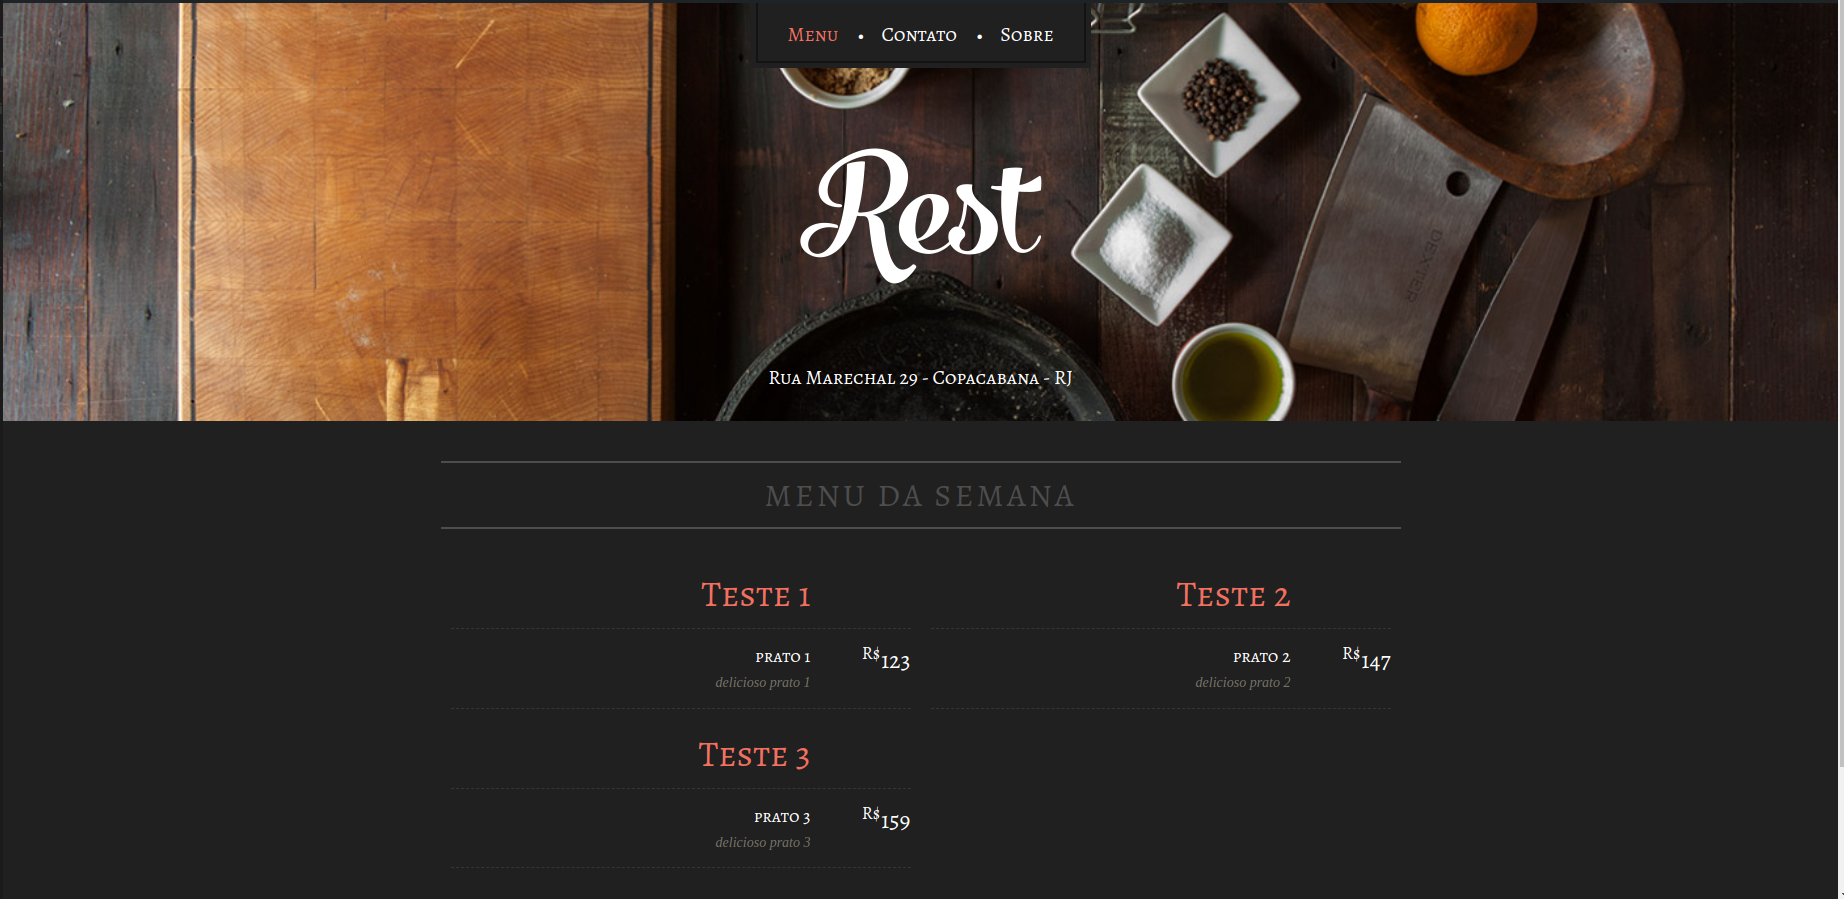 Menu • Contato • Sobre
Rest
DEXTER
Rua Marechal 29 - Copacabana - RJ
MENU DA SEMANA
Teste 1
prato 1 R$123
delicioso prato 1
Teste 2
prato 2 R$147
delicioso prato 2
Teste 3
prato 3 R$159
delicioso prato 3